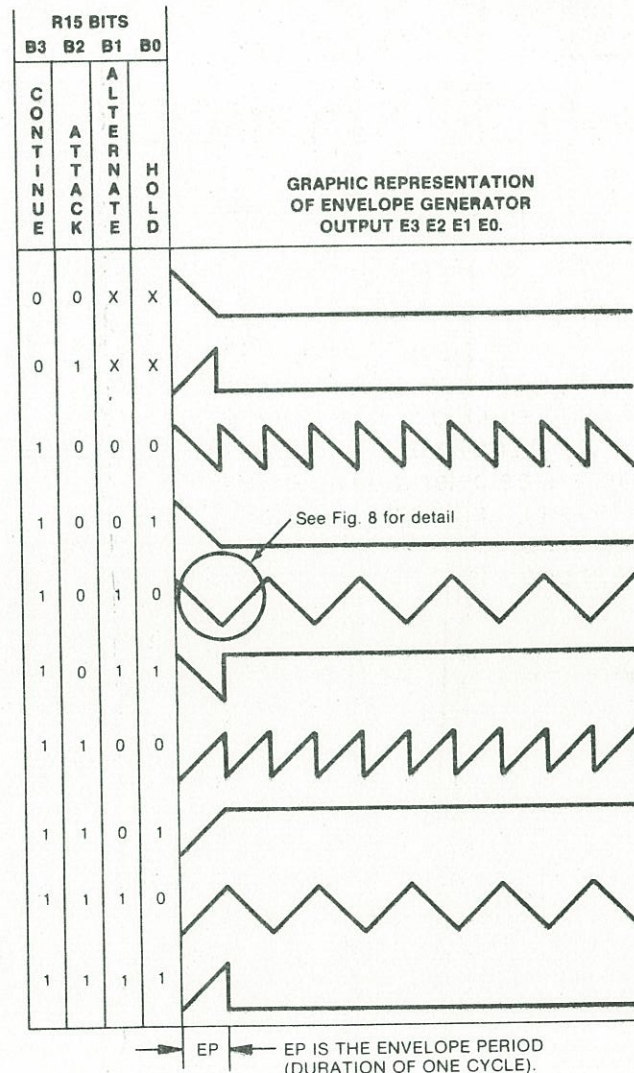 R15 BITS
B3 B2 B1 B0
CONTINUE
ATTACK
ALTERNATE
HOLD
GRAPHIC REPRESENTATION
OF ENVELOPE GENERATOR
OUTPUT E3 E2 E1 E0.
0 0 X X
0 1 X X
1 0 0 0
1 0 0 1
See Fig. 8 for detail
1 0 1 0
1 0 1 1
1 1 0 0
1 1 0 1
1 1 1 0
1 1 1 1
EP
EP IS THE ENVELOPE PERIOD
(DURATION OF ONE CYCLE).